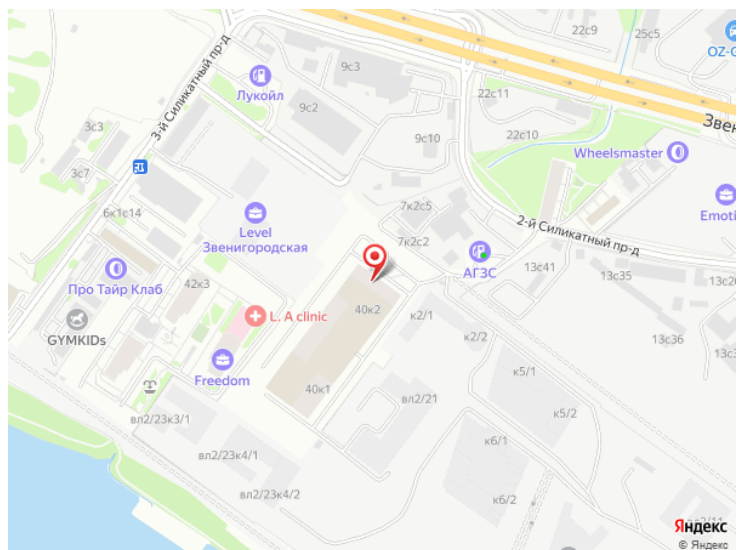 22с9
25с5
OZ-
9с3
Лукойл
9с2
22с11
3-й Силикатный пр-д
9с10
22с10
Звен
3с3
Wheelsmaster
3с7
7к2с5
Emoti
6к1с14
2-й Силикатный пр-д
Level
Звенигородская
7к2с2
АГЗС
13с41
13с35
Про Тайр Клаб
42к3
13с2
40к2
L. A clinic
к2/1
GYMKIDs
к2/2
13с36
13с3
Freedom
к5/1
40к1
вл2/21
вл2/23к3/1
к5/2
к6/1
вл2/23к4/1
вл2/23к4/2
к6/2
Яндекс
© Яндекс